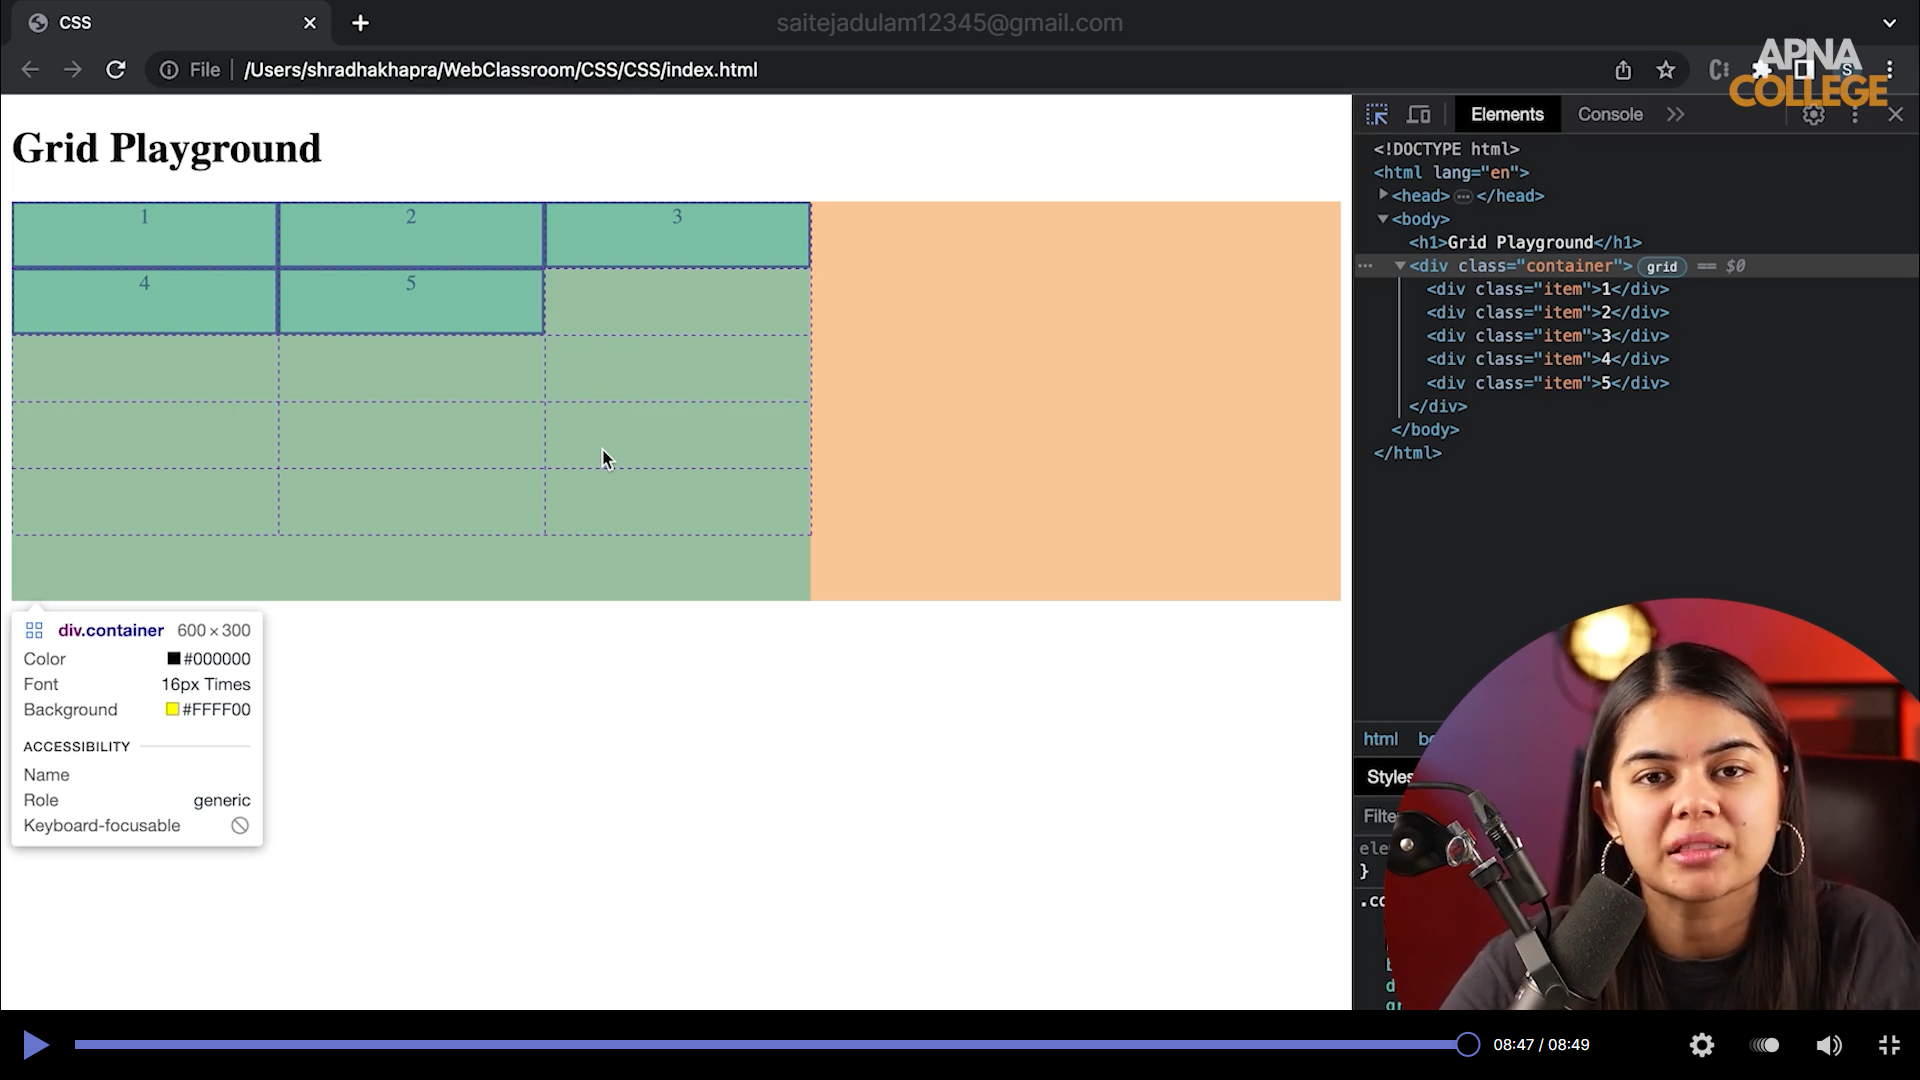 CSS
saitejadulam12345@gmail.com
File
/Users/shradhakhapra/WebClassroom/CSS/CSS/index.html
APNA
COLLEGE
Grid Playground
1
2
3
4
5
div.container 600 × 300
Color #000000
Font 16px Times
Background #FFFF00
ACCESSIBILITY
Name
Role generic
Keyboard-focusable
Elements
Console
<!DOCTYPE html>
<html lang="en">
<head> </head>
<body>
<h1>Grid Playground</h1>
<div class="container"> grid == $0
<div class="item">1</div>
<div class="item">2</div>
<div class="item">3</div>
<div class="item">4</div>
<div class="item">5</div>
</div>
</body>
</html>
html
Styles
}
08:47 / 08:49